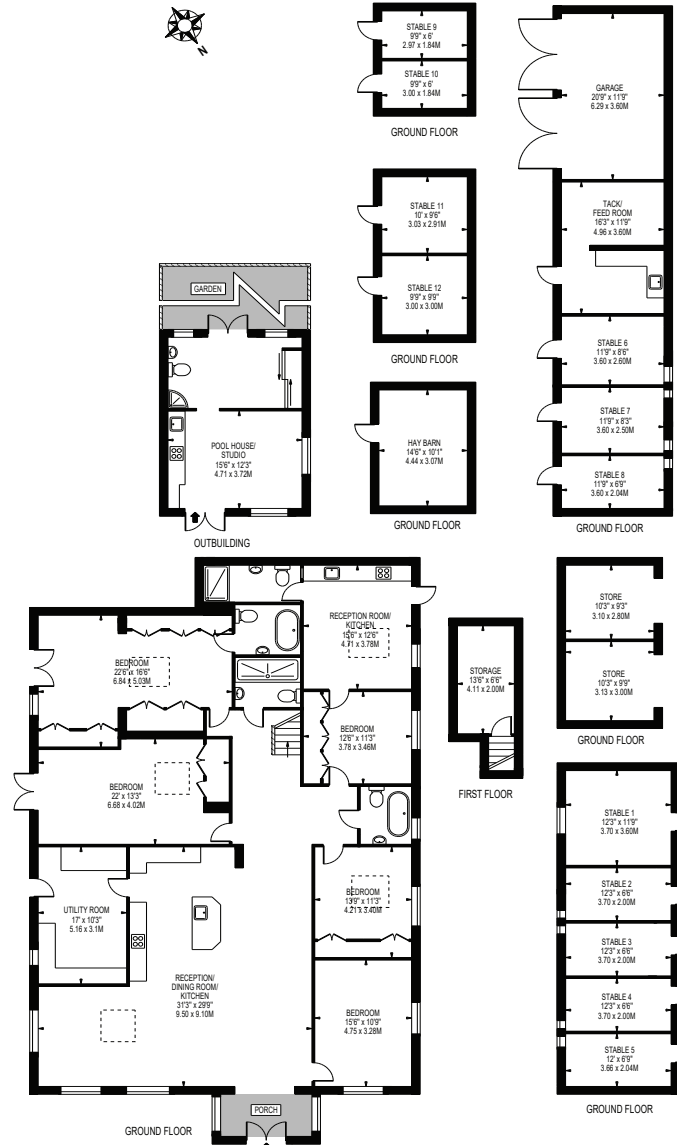 N
STABLE 9
9'9" x 6'
2.97 x 1.84M
STABLE 10
9'9" x 6'
3.00 x 1.84M
GROUND FLOOR
GARAGE
20'9" x 11'9"
6.29 x 3.60M
TACK/
FEED ROOM
16'3" x 11'9"
4.96 x 3.60M
STABLE 6
11'9" x 8'6"
3.60 x 2.60M
STABLE 7
11'9" x 8'3"
3.60 x 2.50M
STABLE 8
11'9" x 6'9"
3.60 x 2.04M
GROUND FLOOR
STABLE 11
10' x 9'6"
3.03 x 2.91M
STABLE 12
9'9" x 9'9"
3.00 x 3.00M
GROUND FLOOR
HAY BARN
14'6" x 10'1"
4.44 x 3.07M
GROUND FLOOR
GARDEN
POOL HOUSE/
STUDIO
15'6" x 12'3"
4.71 x 3.72M
OUTBUILDING
RECEPTION ROOM/
KITCHEN
15'6" x 12'6"
4.71 x 3.78M
BEDROOM
22'6" x 16'6"
6.84 x 5.03M
BEDROOM
12'6" x 11'3"
3.78 x 3.46M
BEDROOM
22' x 13'3"
6.68 x 4.02M
BEDROOM
13'9" x 11'3"
4.21 x 3.40M
UTILITY ROOM
17' x 10'3"
5.16 x 3.1M
RECEPTION/
DINING ROOM/
KITCHEN
31'3" x 29'9"
9.50 x 9.10M
BEDROOM
15'6" x 10'9"
4.75 x 3.28M
PORCH
GROUND FLOOR
STORAGE
13'6" x 6'6"
4.11 x 2.00M
FIRST FLOOR
STORE
10'3" x 9'3"
3.10 x 2.80M
STORE
10'3" x 9'9"
3.13 x 3.00M
GROUND FLOOR
STABLE 1
12'3" x 11'9"
3.70 x 3.60M
STABLE 2
12'3" x 6'6"
3.70 x 2.00M
STABLE 3
12'3" x 6'6"
3.70 x 2.00M
STABLE 4
12'3" x 6'6"
3.70 x 2.00M
STABLE 5
12' x 6'9"
3.66 x 2.04M
GROUND FLOOR